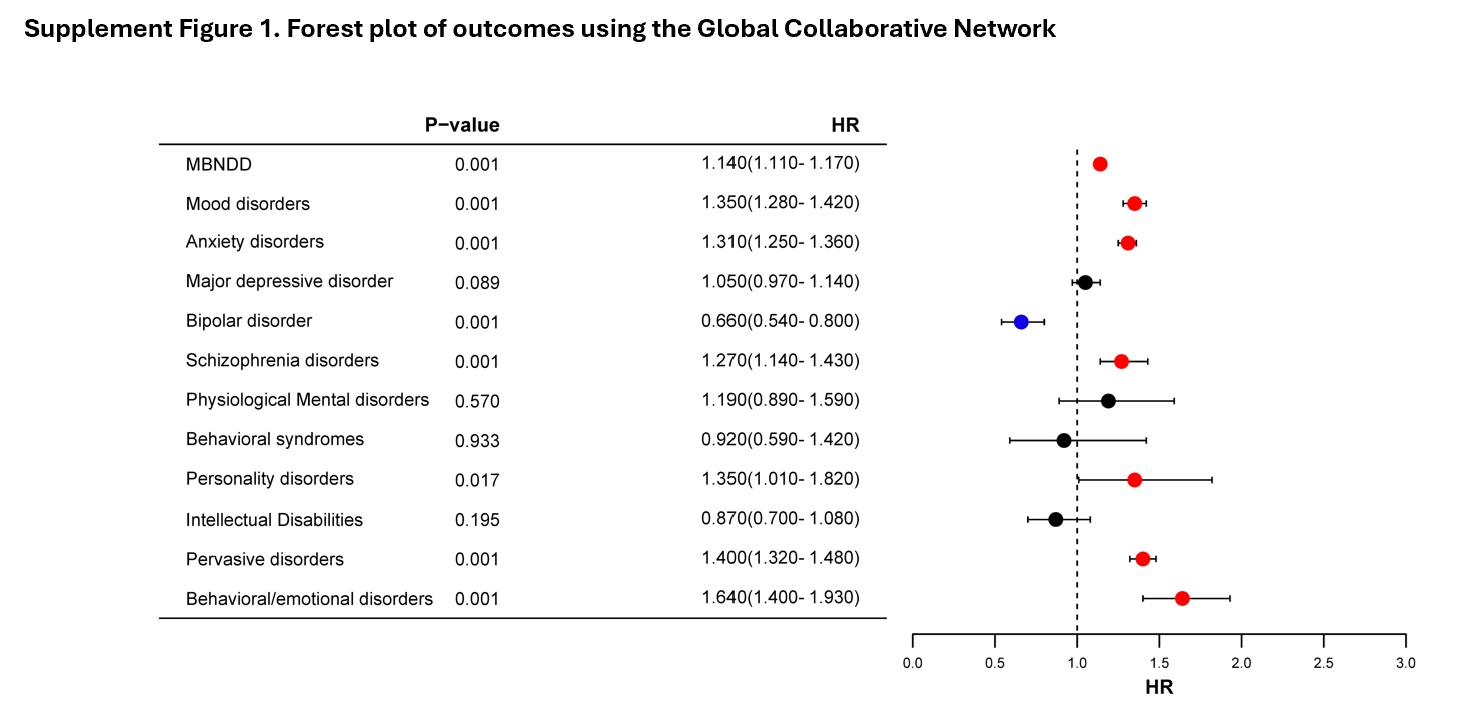 Supplement Figure 1. Forest plot of outcomes using the Global Collaborative Network
P−value HR
MBNDD 0.001 1.140(1.110- 1.170)
Mood disorders 0.001 1.350(1.280- 1.420)
Anxiety disorders 0.001 1.310(1.250- 1.360)
Major depressive disorder 0.089 1.050(0.970- 1.140)
Bipolar disorder 0.001 0.660(0.540- 0.800)
Schizophrenia disorders 0.001 1.270(1.140- 1.430)
Physiological Mental disorders 0.570 1.190(0.890- 1.590)
Behavioral syndromes 0.933 0.920(0.590- 1.420)
Personality disorders 0.017 1.350(1.010- 1.820)
Intellectual Disabilities 0.195 0.870(0.700- 1.080)
Pervasive disorders 0.001 1.400(1.320- 1.480)
Behavioral/emotional disorders 0.001 1.640(1.400- 1.930)
0.0 0.5 1.0 1.5 2.0 2.5 3.0
HR